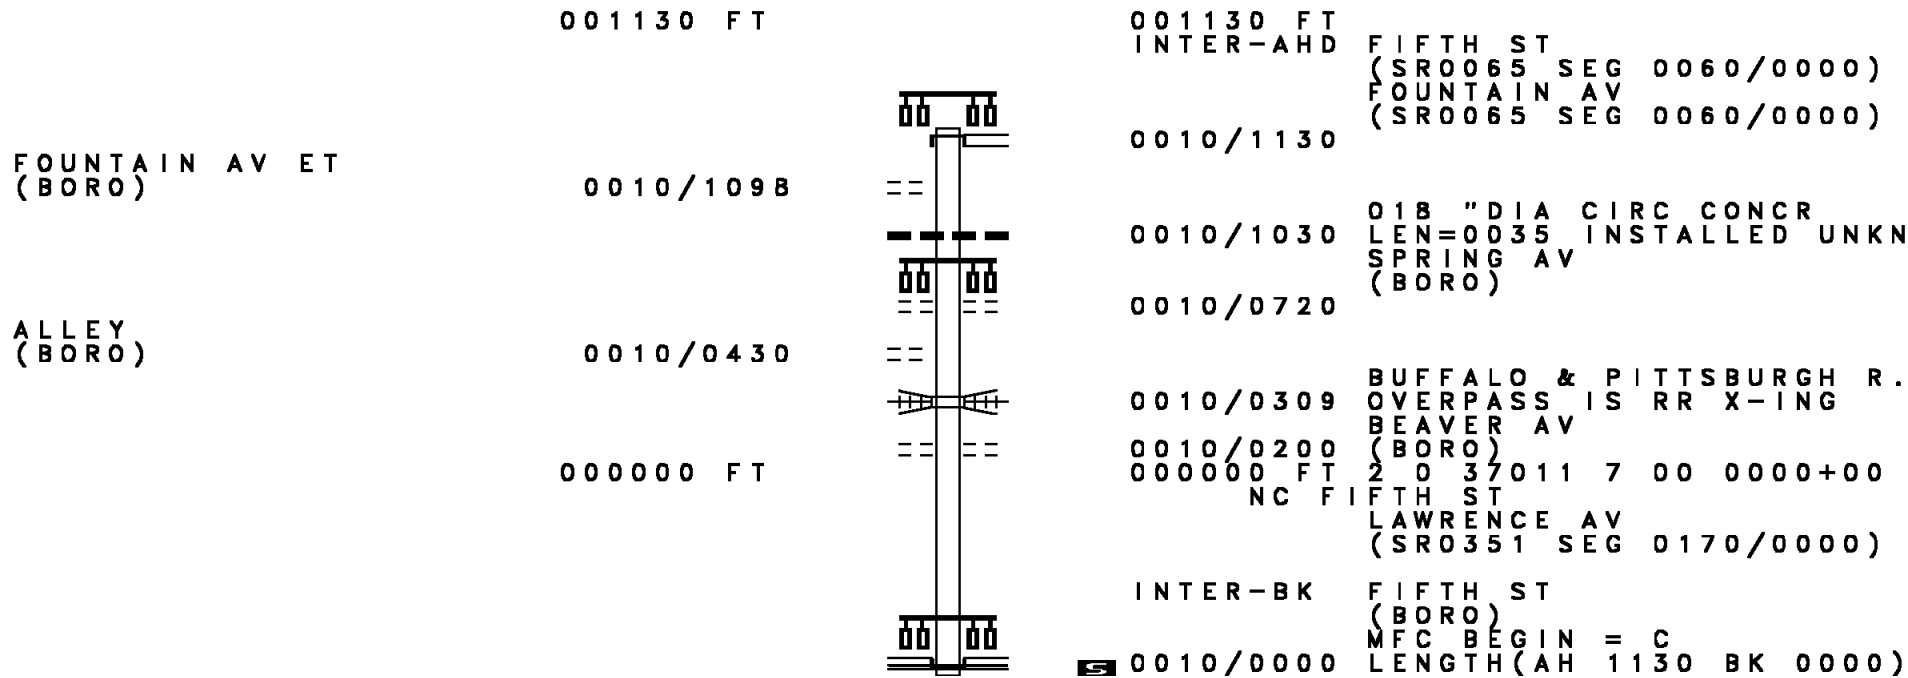 001130 FT 001130 FT
INTER-AHD FIFTH ST
(SR0065 SEG 0060/0000)
FOUNTAIN AV
(SR0065 SEG 0060/0000)
0010/1130
FOUNTAIN AV ET
(BORO) 0010/1098
018 "DIA CIRC CONCR
0010/1030 LEN=0035 INSTALLED UNKN
SPRING AV
(BORO)
0010/0720
ALLEY
(BORO) 0010/0430
BUFFALO & PITTSBURGH R.
0010/0309 OVERPASS IS RR X-ING
BEAVER AV
0010/0200 (BORO)
000000 FT 000000 FT 2 0 37011 7 00 0000+00
NC FIFTH ST
LAWRENCE AV
(SR0351 SEG 0170/0000)
INTER-BK FIFTH ST
(BORO)
MFC BEGIN = C
S 0010/0000 LENGTH(AH 1130 BK 0000)